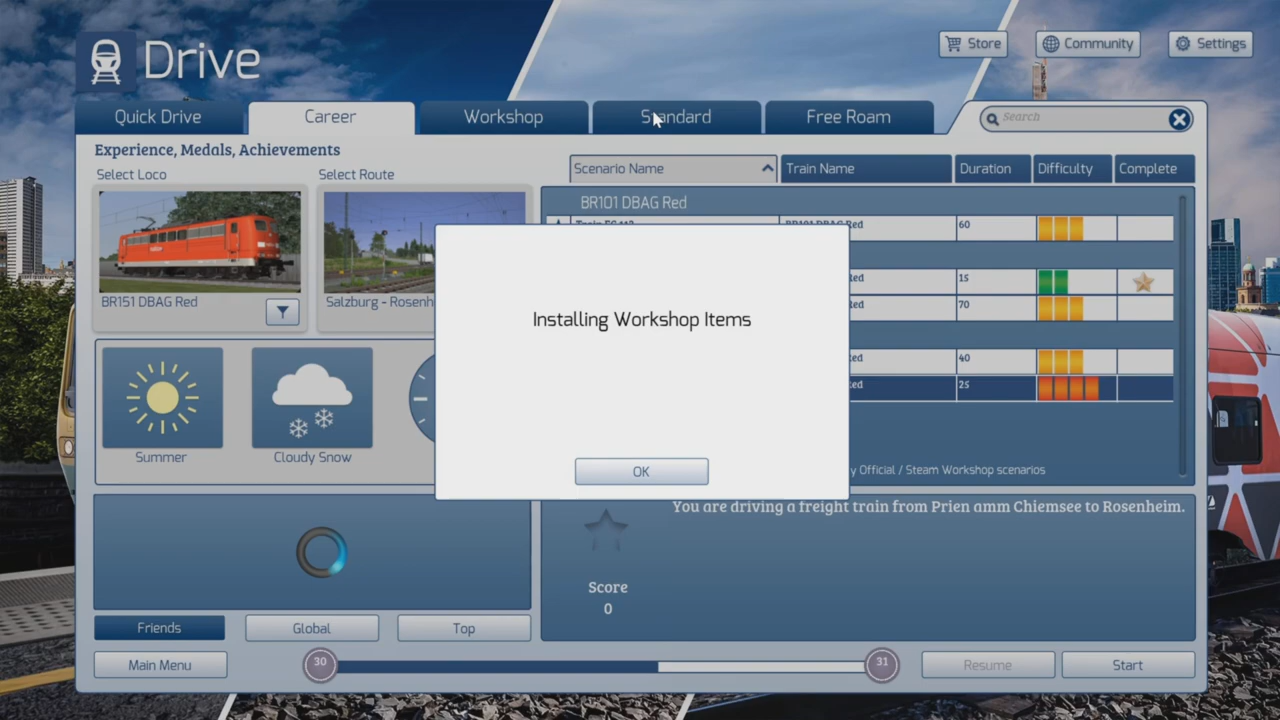 Drive
Store
Community
Settings
Quick Drive
Career
Workshop
Standard
Free Roam
Search
Experience, Medals, Achievements
Select Loco
Select Route
Scenario Name
Train Name
Duration
Difficulty
Complete
BR101 DBAG Red
Red
60
15
Red
70
40
25
BR151 DBAG Red
Salzburg - Rosenh
Installing Workshop Items
OK
Summer
Cloudy Snow
y Official / Steam Workshop scenarios
You are driving a freight train from Prien amm Chiemsee to Rosenheim.
Score
0
Friends
Global
Top
Main Menu
30
31
Resume
Start